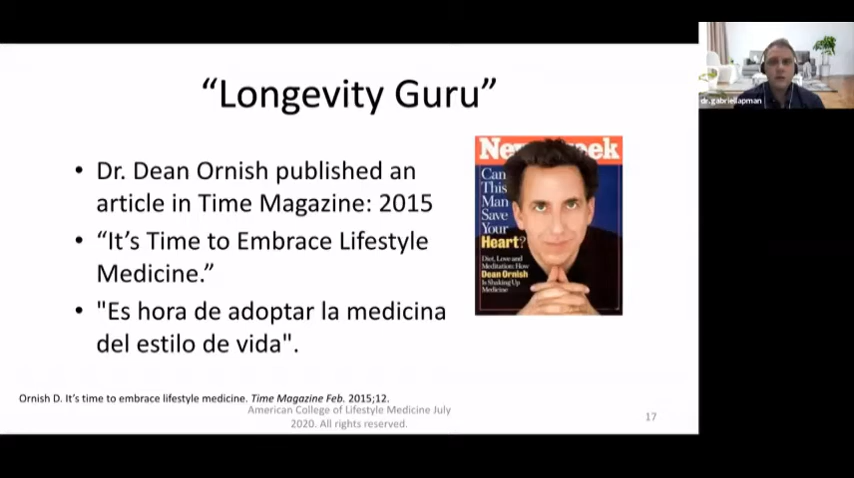 “Longevity Guru”
• Dr. Dean Ornish published an
article in Time Magazine: 2015
• “It’s Time to Embrace Lifestyle
Medicine.”
• "Es hora de adoptar la medicina
del estilo de vida".
Newsweek
Can
This
Man
Save
Your
Heart?
Diet, Love and
Meditation: How
Dean Ornish
Is Shaking Up
Medicine
Ornish D. It’s time to embrace lifestyle medicine. Time Magazine Feb. 2015;12.
American College of Lifestyle Medicine July
2020. All rights reserved.
17
dr.gabriellapman